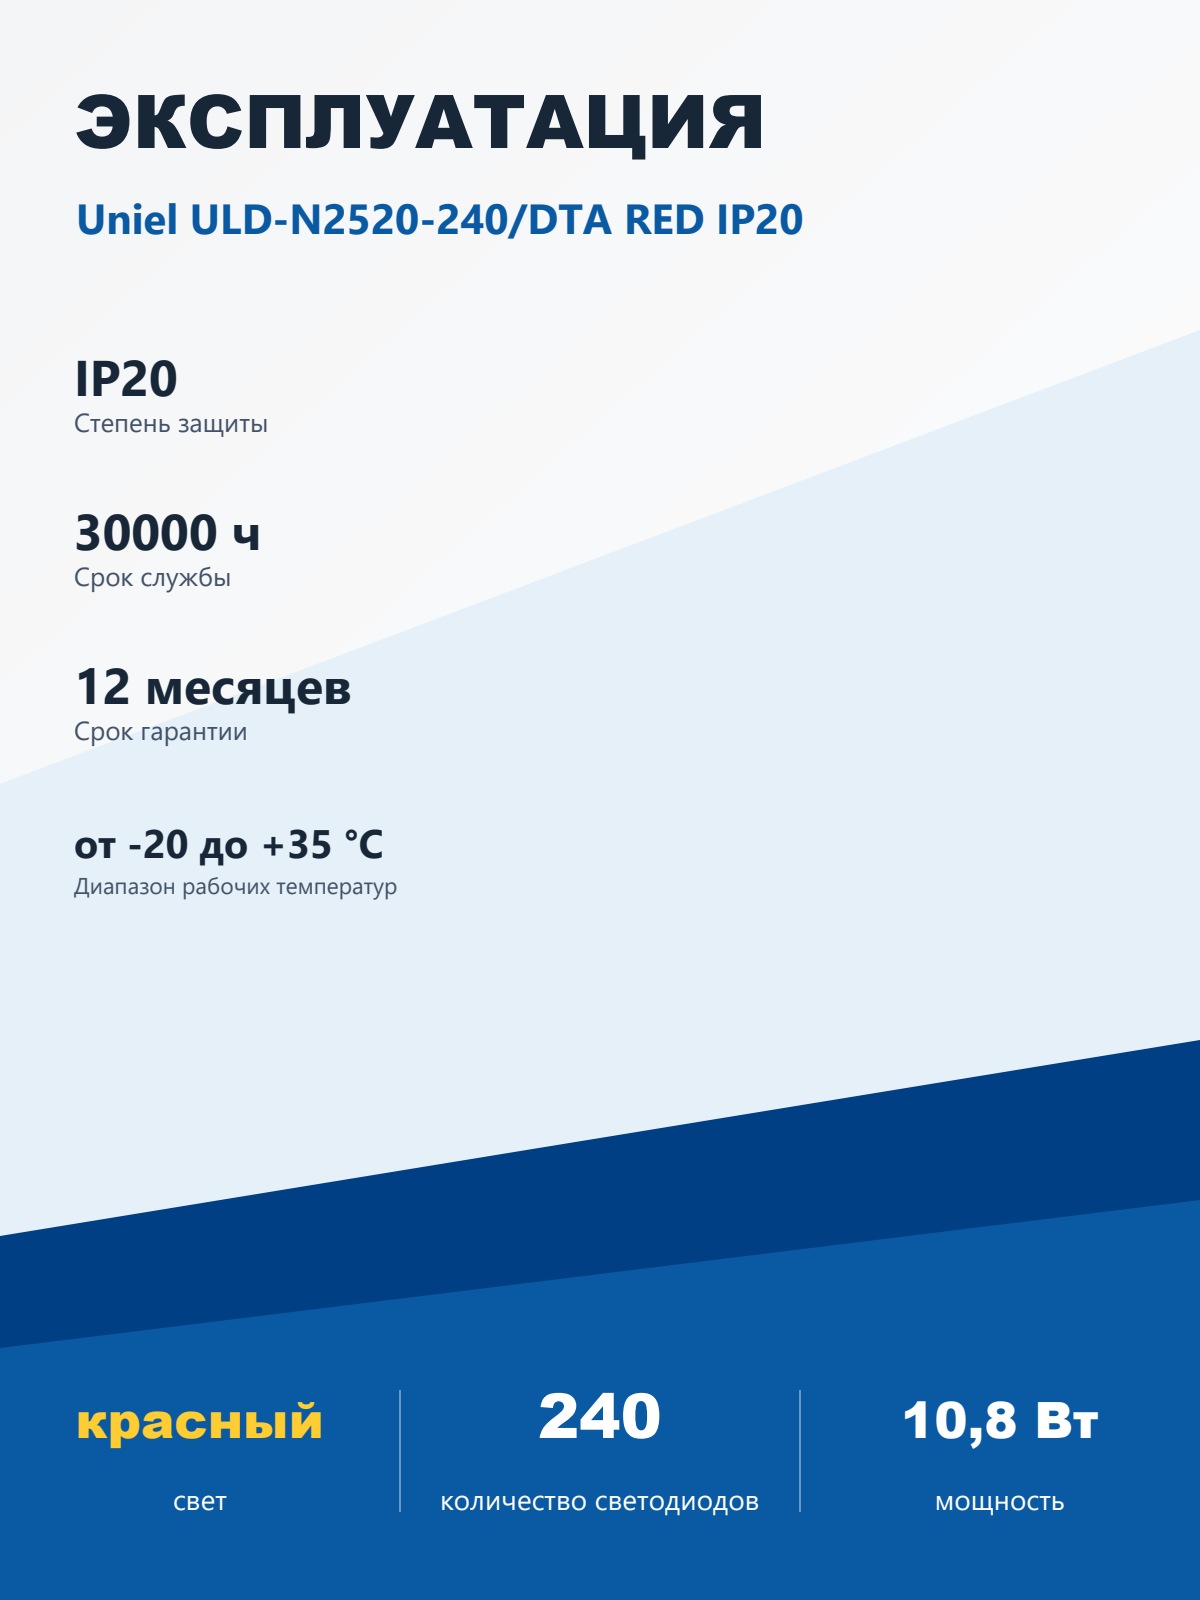 ЭКСПЛУАТАЦИЯ
Uniel ULD-N2520-240/DTA RED IP20
IP20
Степень защиты
30000 ч
Срок службы
12 месяцев
Срок гарантии
от -20 до +35 °C
Диапазон рабочих температур
красный
свет
240
количество светодиодов
10,8 Вт
мощность